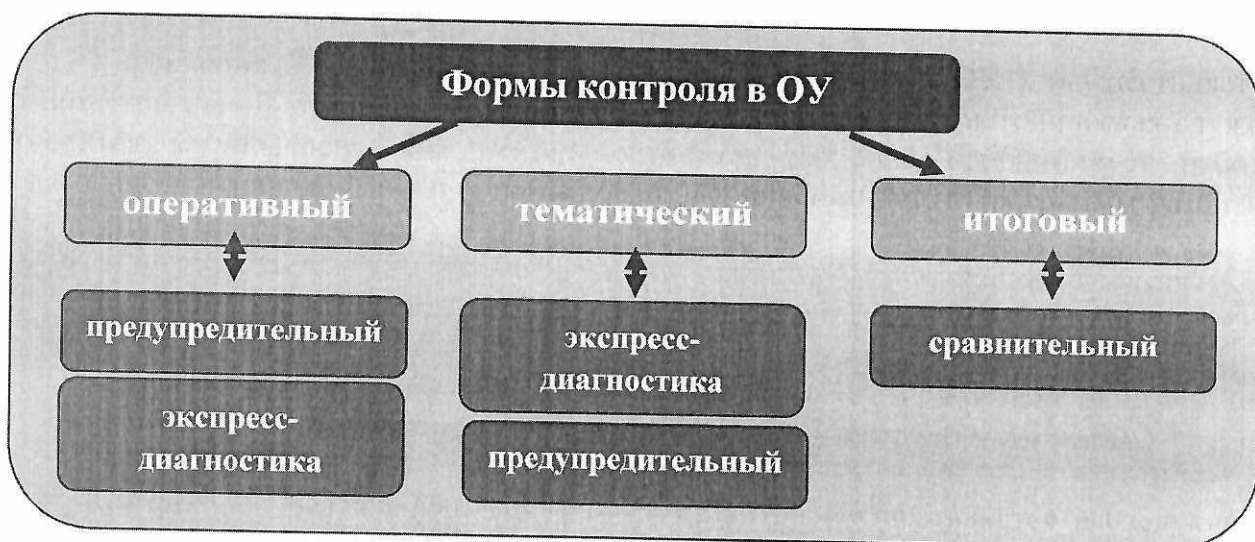 Формы контроля в ОУ
оперативный
тематический
итоговый
предупредительный
экспресс-
диагностика
экспресс-
диагностика
предупредительный
сравнительный